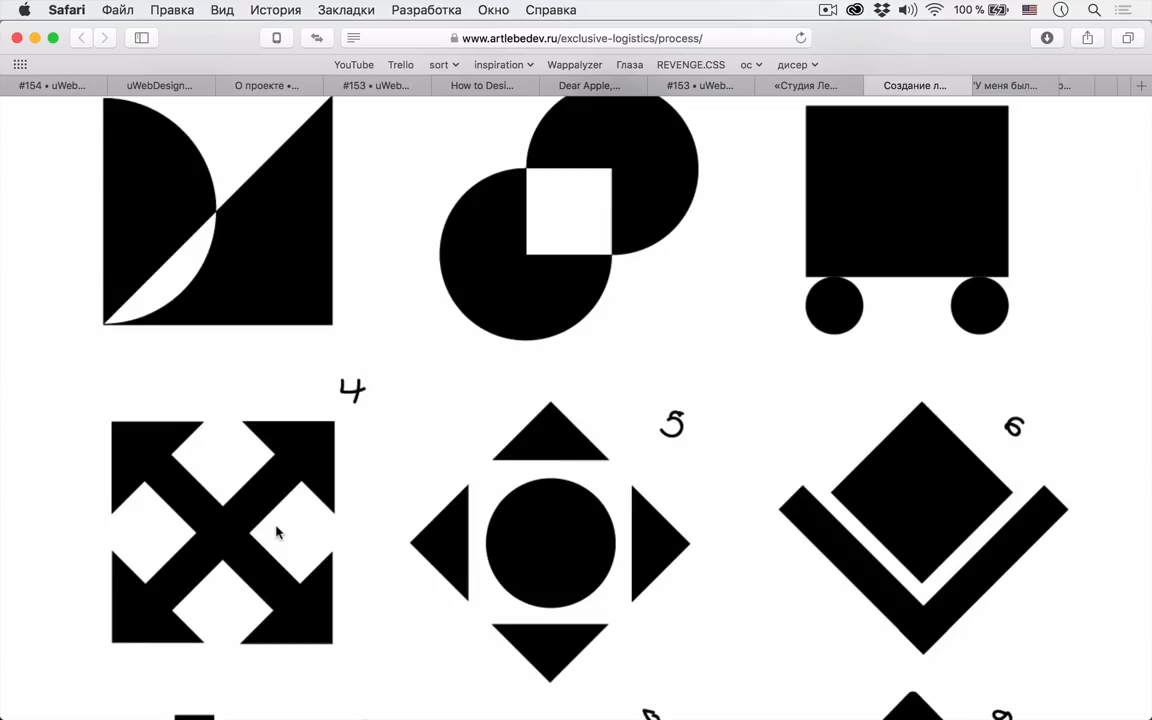 Safari Файл Правка Вид История Закладки Разработка Окно Справка 100 %
www.artlebedev.ru/exclusive-logistics/process/
YouTube Trello sort inspiration Wappalyzer Глаза REVENGE.CSS ос дисер
#154 • uWeb... uWebDesign... О проекте •... #153 • uWeb... How to Desi... Dear Apple,... #153 • uWeb... «Студия Ле... Создание л... "У меня был...
4
5
6